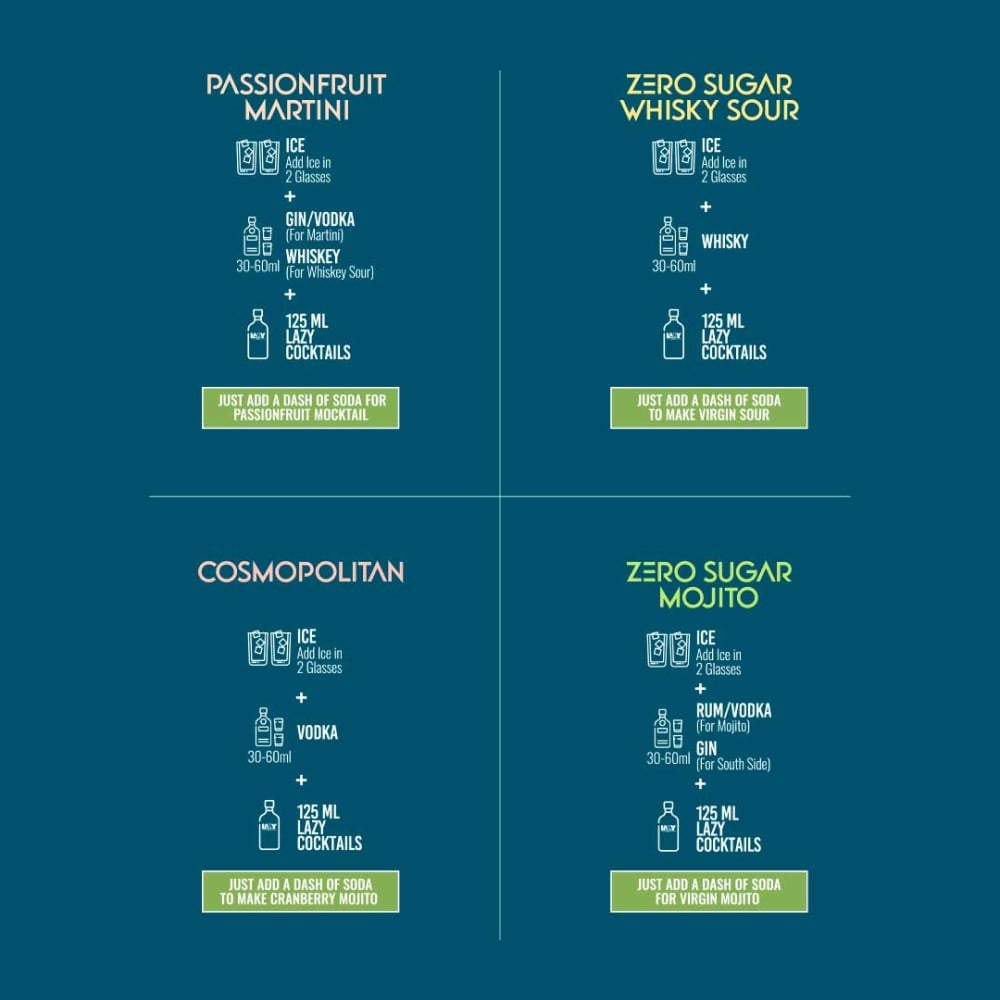 PASSIONFRUIT
MARTINI
ICE
Add Ice in
2 Glasses
+
GIN/VODKA
(For Martini)
30-60ml
WHISKEY
(For Whiskey Sour)
+
LAZY
125 ML
LAZY
COCKTAILS
JUST ADD A DASH OF SODA FOR
PASSIONFRUIT MOCKTAIL
ZERO SUGAR
WHISKY SOUR
ICE
Add Ice in
2 Glasses
+
WHISKY
30-60ml
+
LAZY
125 ML
LAZY
COCKTAILS
JUST ADD A DASH OF SODA
TO MAKE VIRGIN SOUR
COSMOPOLITAN
ICE
Add Ice in
2 Glasses
+
VODKA
30-60ml
+
LAZY
125 ML
LAZY
COCKTAILS
JUST ADD A DASH OF SODA
TO MAKE CRANBERRY MOJITO
ZERO SUGAR
MOJITO
ICE
Add Ice in
2 Glasses
+
RUM/VODKA
(For Mojito)
30-60ml
GIN
(For South Side)
+
LAZY
125 ML
LAZY
COCKTAILS
JUST ADD A DASH OF SODA
FOR VIRGIN MOJITO